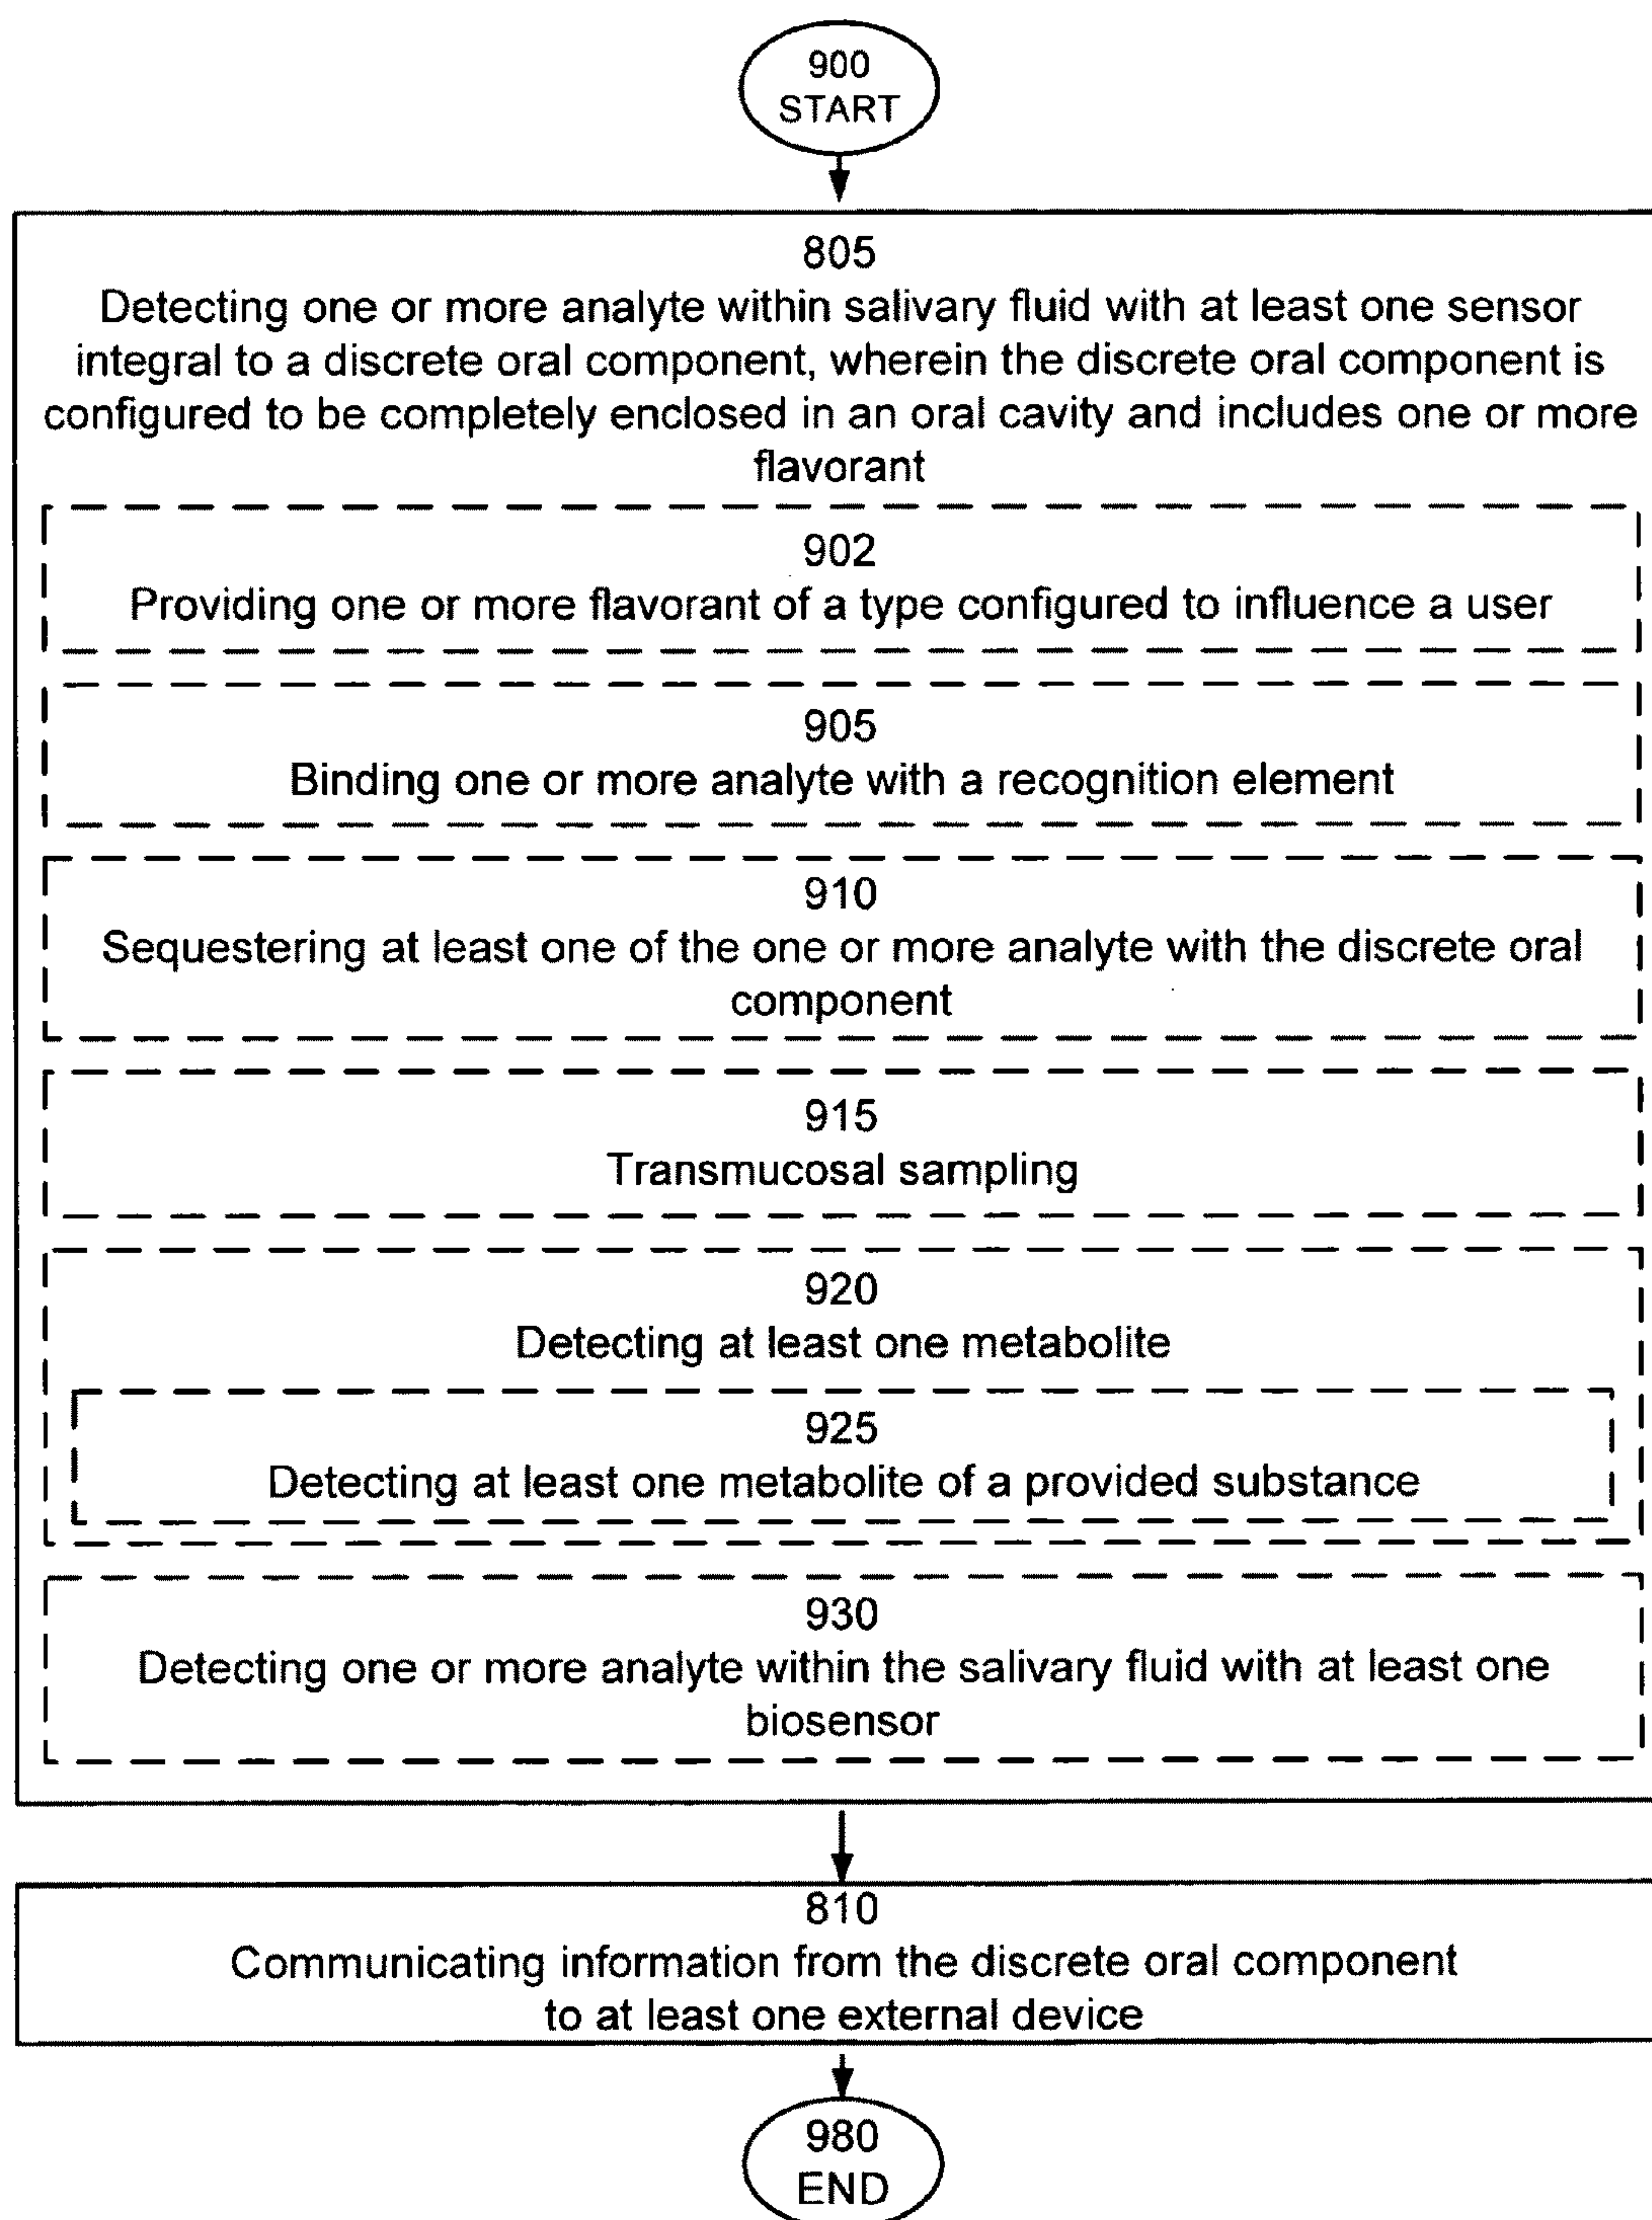 900
START
805
Detecting one or more analyte within salivary fluid with at least one sensor
integral to a discrete oral component, wherein the discrete oral component is
configured to be completely enclosed in an oral cavity and includes one or more
flavorant
902
Providing one or more flavorant of a type configured to influence a user
905
Binding one or more analyte with a recognition element
910
Sequestering at least one of the one or more analyte with the discrete oral
component
915
Transmucosal sampling
920
Detecting at least one metabolite
925
Detecting at least one metabolite of a provided substance
930
Detecting one or more analyte within the salivary fluid with at least one
biosensor
810
Communicating information from the discrete oral component
to at least one external device
980
END